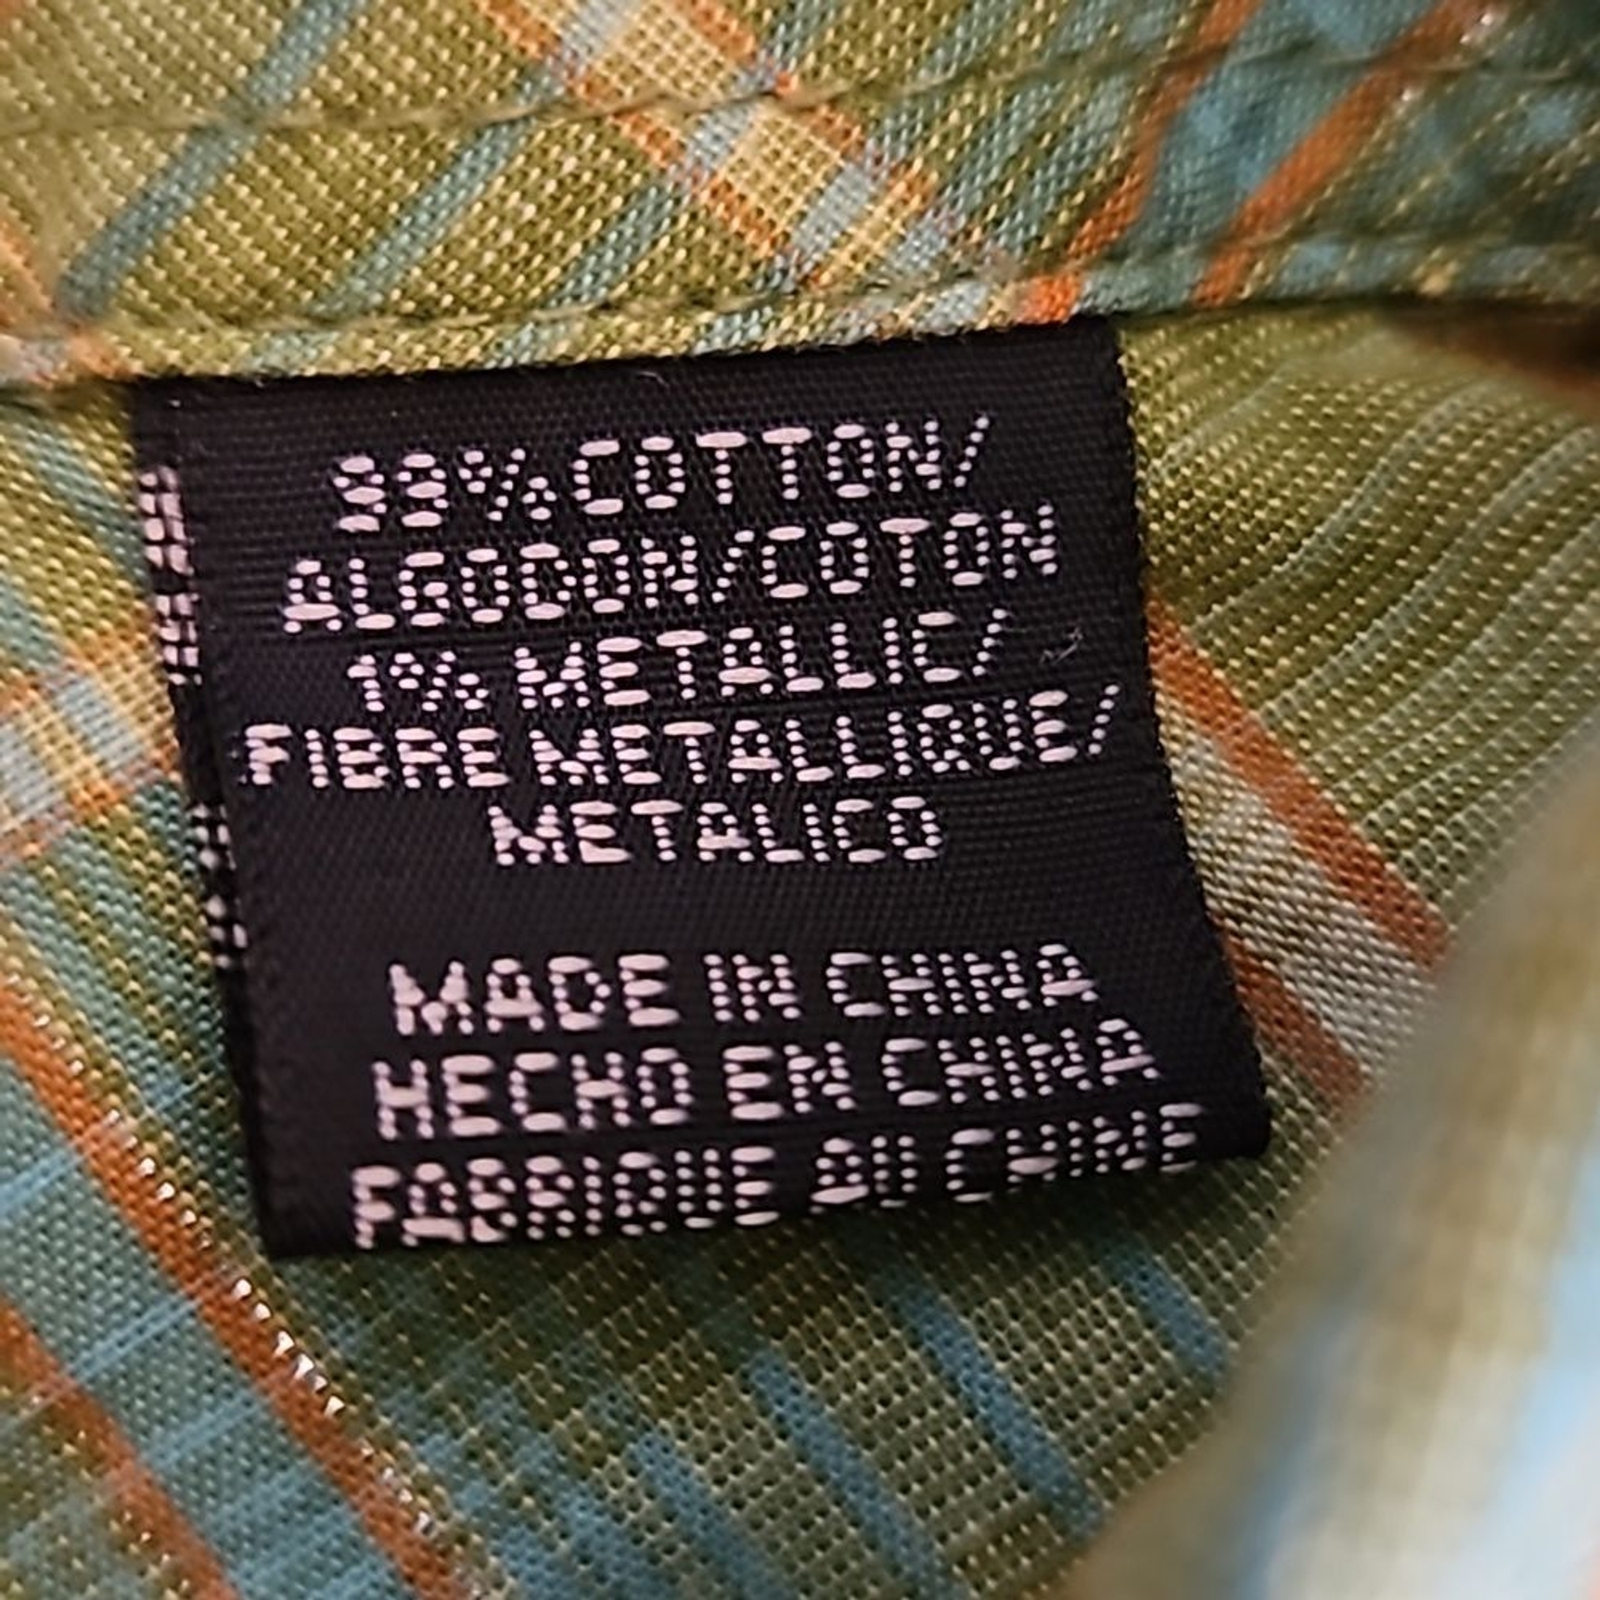 99% COTTON/
ALGODON/COTON
1% METALLIC/
FIBRE METALLIQUE/
METALICO
MADE IN CHINA
HECHO EN CHINA
FABRIQUE AU CHINE